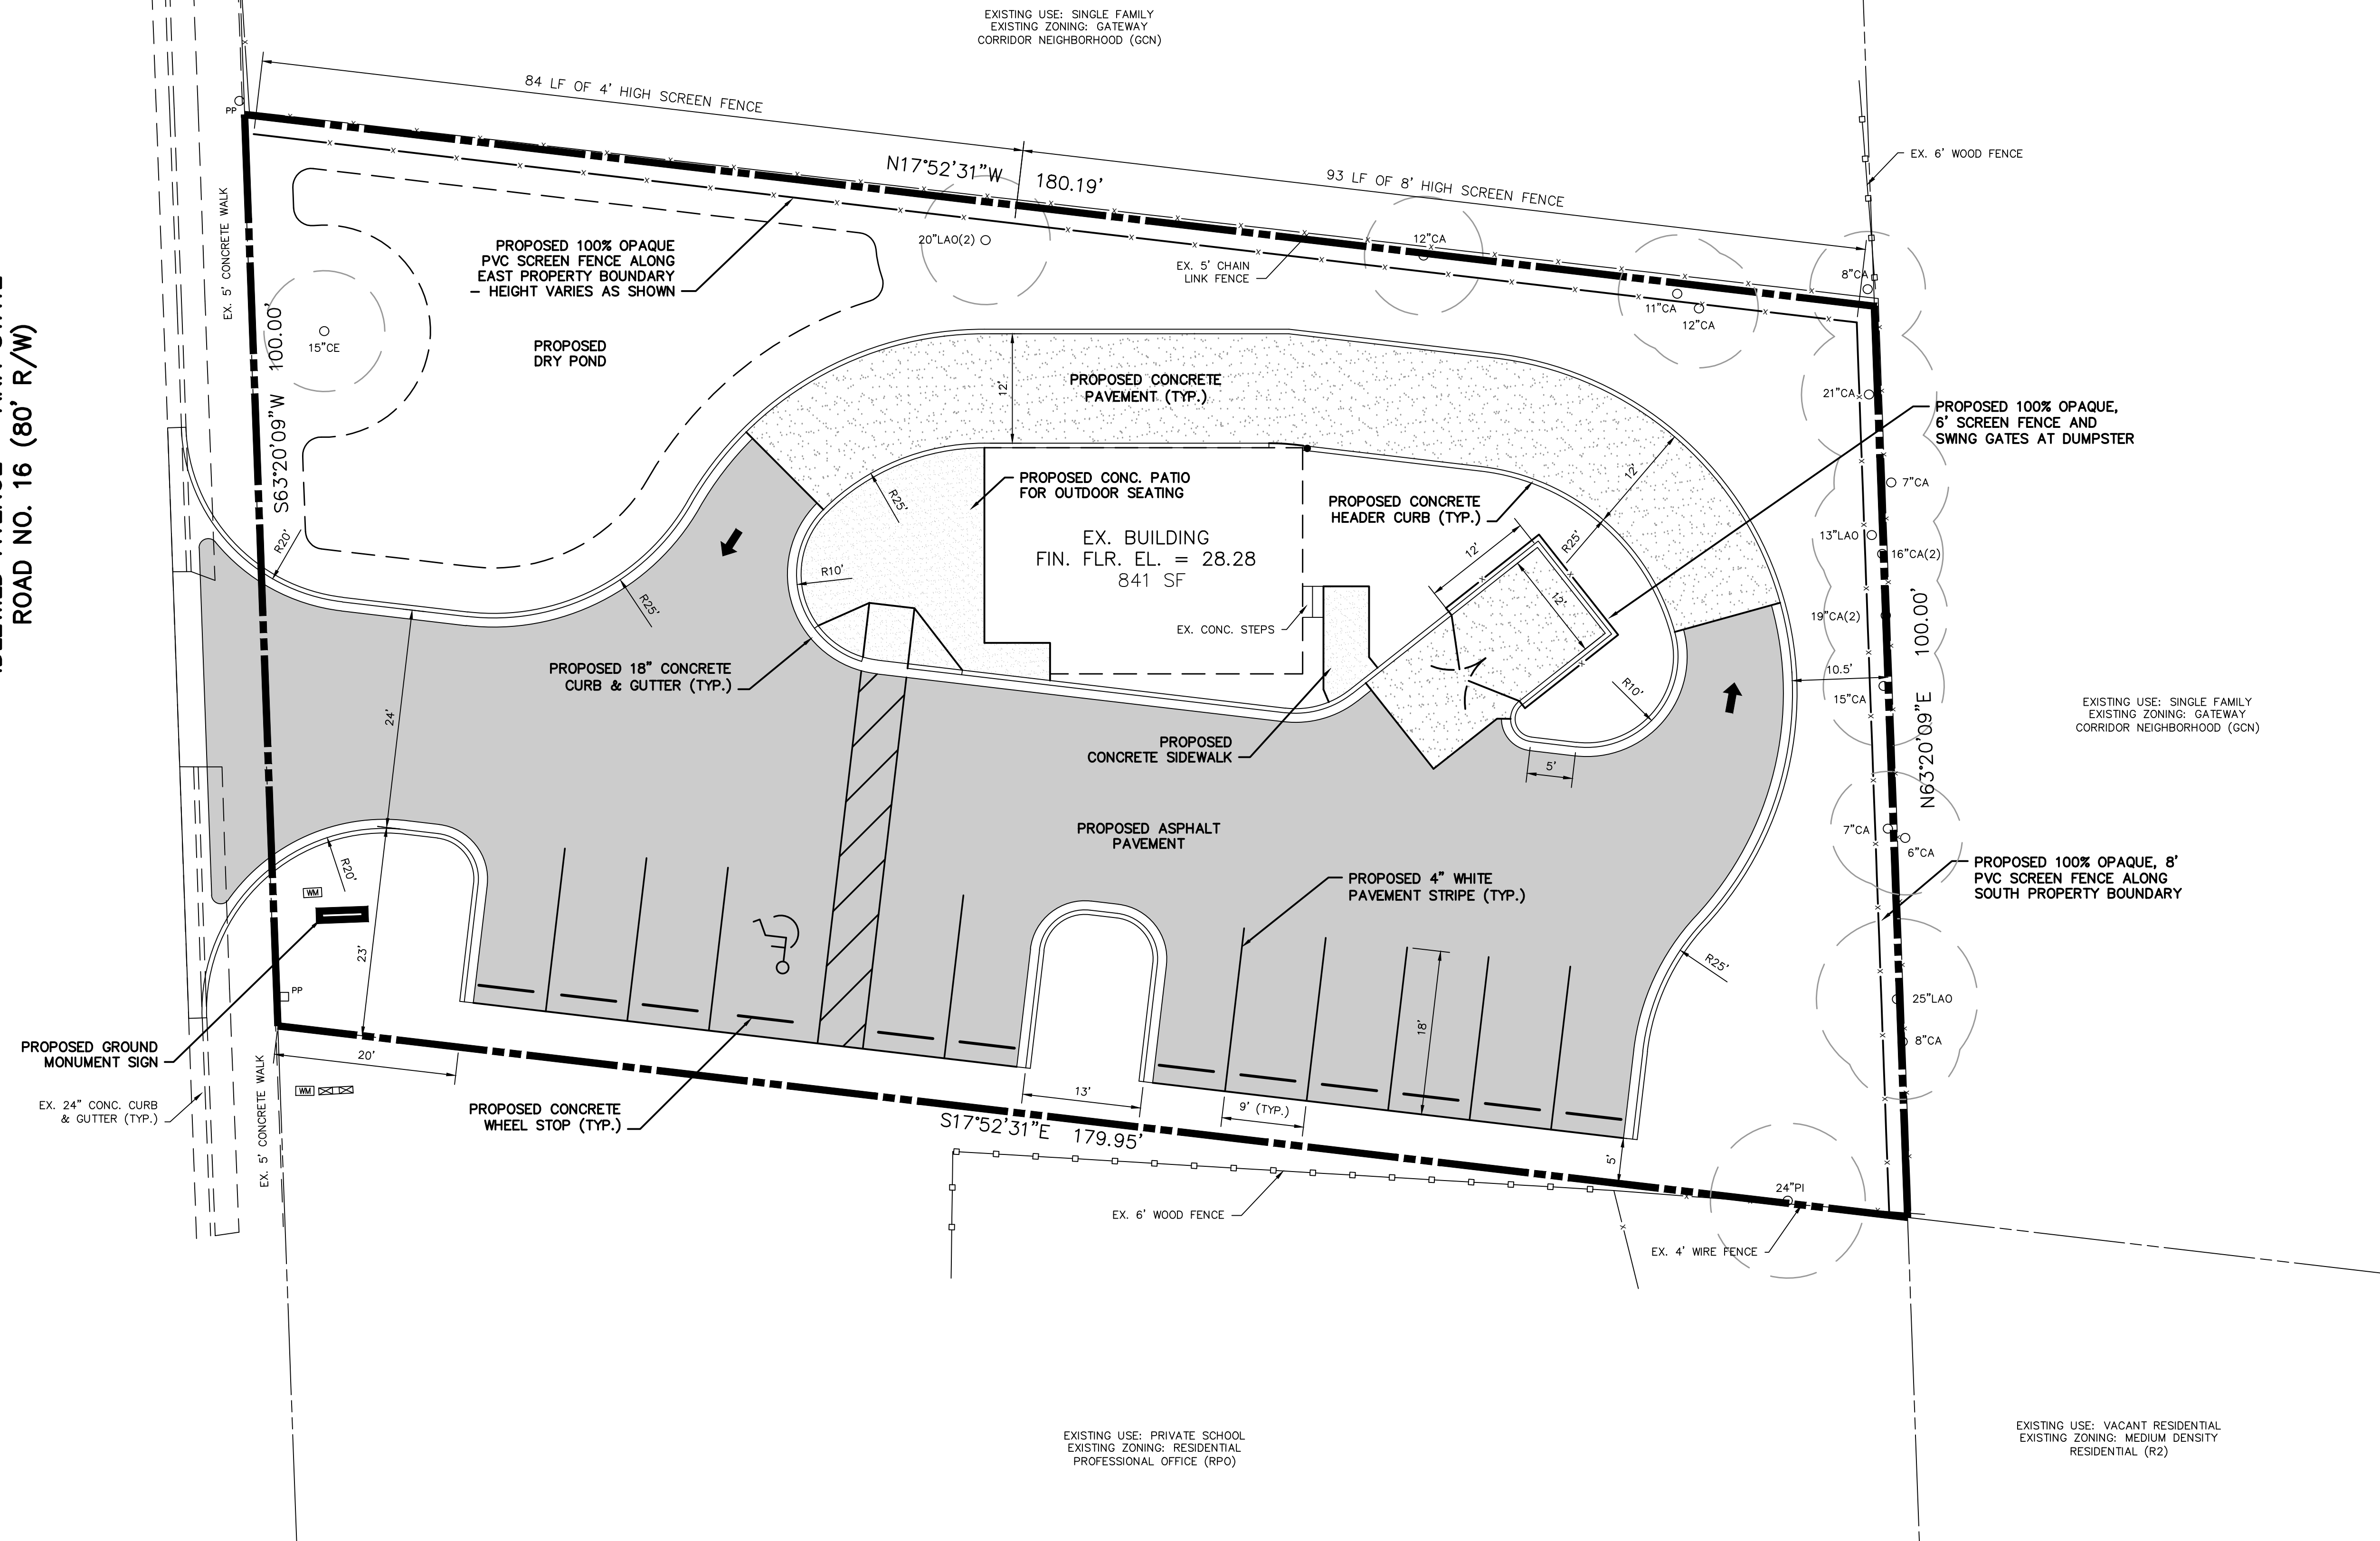 EXISTING USE: SINGLE FAMILY
EXISTING ZONING: GATEWAY
CORRIDOR NEIGHBORHOOD (GCN)
84 LF OF 4' HIGH SCREEN FENCE
93 LF OF 8' HIGH SCREEN FENCE
N17°52'31"W 180.19'
PP
EX. 6' WOOD FENCE
EX. 5' CONCRETE WALK
PROPOSED 100% OPAQUE
PVC SCREEN FENCE ALONG
EAST PROPERTY BOUNDARY
- HEIGHT VARIES AS SHOWN
20"LAO(2)
12"CA
EX. 5' CHAIN
LINK FENCE
8"CA
11"CA
12"CA
ROAD NO. 16 (80' R/W)
S63°20'09"W 100.00'
15"CE
PROPOSED
DRY POND
12'
PROPOSED CONCRETE
PAVEMENT (TYP.)
21"CA
PROPOSED 100% OPAQUE,
6' SCREEN FENCE AND
SWING GATES AT DUMPSTER
12'
R25'
PROPOSED CONC. PATIO
FOR OUTDOOR SEATING
PROPOSED CONCRETE
HEADER CURB (TYP.)
7"CA
EX. BUILDING
FIN. FLR. EL. = 28.28
841 SF
12'
R25'
13"LAO
16"CA(2)
R20'
R10'
R25'
12'
EX. CONC. STEPS
19"CA(2)
N63°20'09"E 100.00'
PROPOSED 18" CONCRETE
CURB & GUTTER (TYP.)
R10'
10.5'
15"CA
EXISTING USE: SINGLE FAMILY
EXISTING ZONING: GATEWAY
CORRIDOR NEIGHBORHOOD (GCN)
24'
PROPOSED
CONCRETE SIDEWALK
5'
PROPOSED ASPHALT
PAVEMENT
7"CA
6"CA
R20'
WM
PROPOSED 4" WHITE
PAVEMENT STRIPE (TYP.)
PROPOSED 100% OPAQUE, 8'
PVC SCREEN FENCE ALONG
SOUTH PROPERTY BOUNDARY
23'
R25'
PP
25"LAO
18'
8"CA
PROPOSED GROUND
MONUMENT SIGN
20'
WM
EX. 24" CONC. CURB
& GUTTER (TYP.)
EX. 5' CONCRETE WALK
PROPOSED CONCRETE
WHEEL STOP (TYP.)
13'
9' (TYP.)
S17°52'31"E 179.95'
5'
24"PI
EX. 6' WOOD FENCE
EX. 4' WIRE FENCE
EXISTING USE: PRIVATE SCHOOL
EXISTING ZONING: RESIDENTIAL
PROFESSIONAL OFFICE (RPO)
EXISTING USE: VACANT RESIDENTIAL
EXISTING ZONING: MEDIUM DENSITY
RESIDENTIAL (R2)